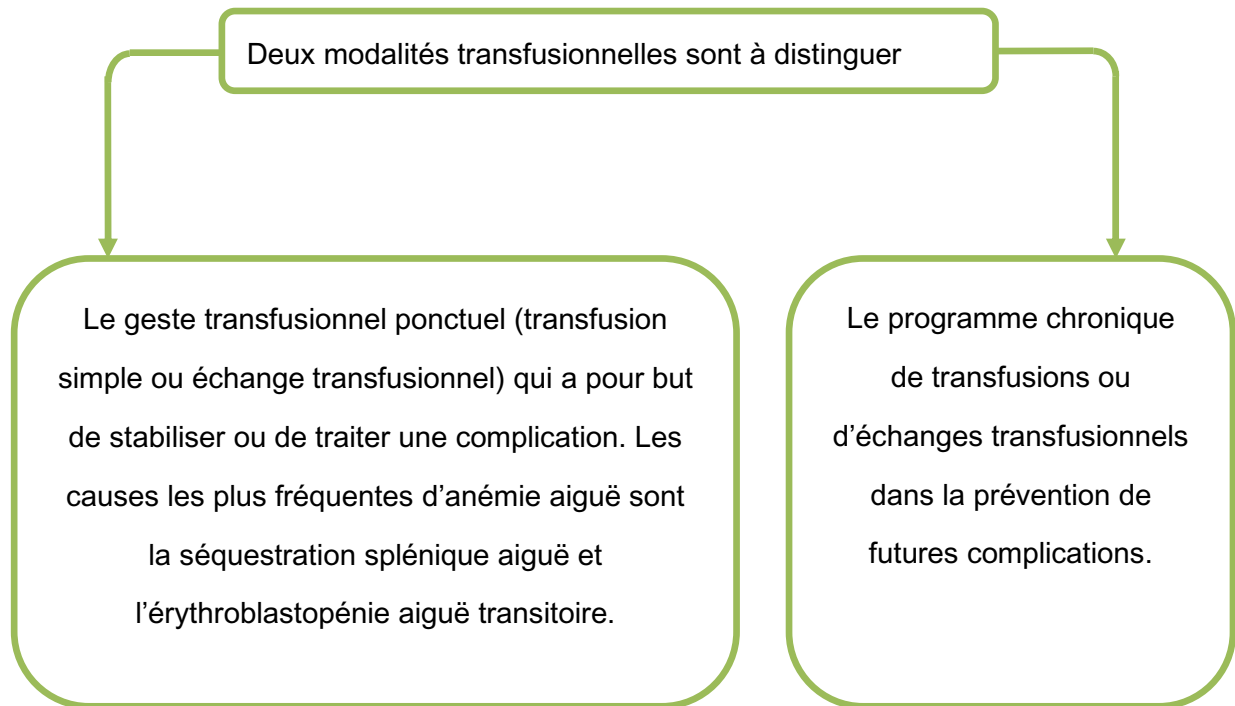 Deux modalités transfusionnelles sont à distinguer
Le geste transfusionnel ponctuel (transfusion
simple ou échange transfusionnel) qui a pour but
de stabiliser ou de traiter une complication. Les
causes les plus fréquentes d’anémie aiguë sont
la séquestration splénique aiguë et
l’érythroblastopénie aiguë transitoire.
Le programme chronique
de transfusions ou
d’échanges transfusionnels
dans la prévention de
futures complications.